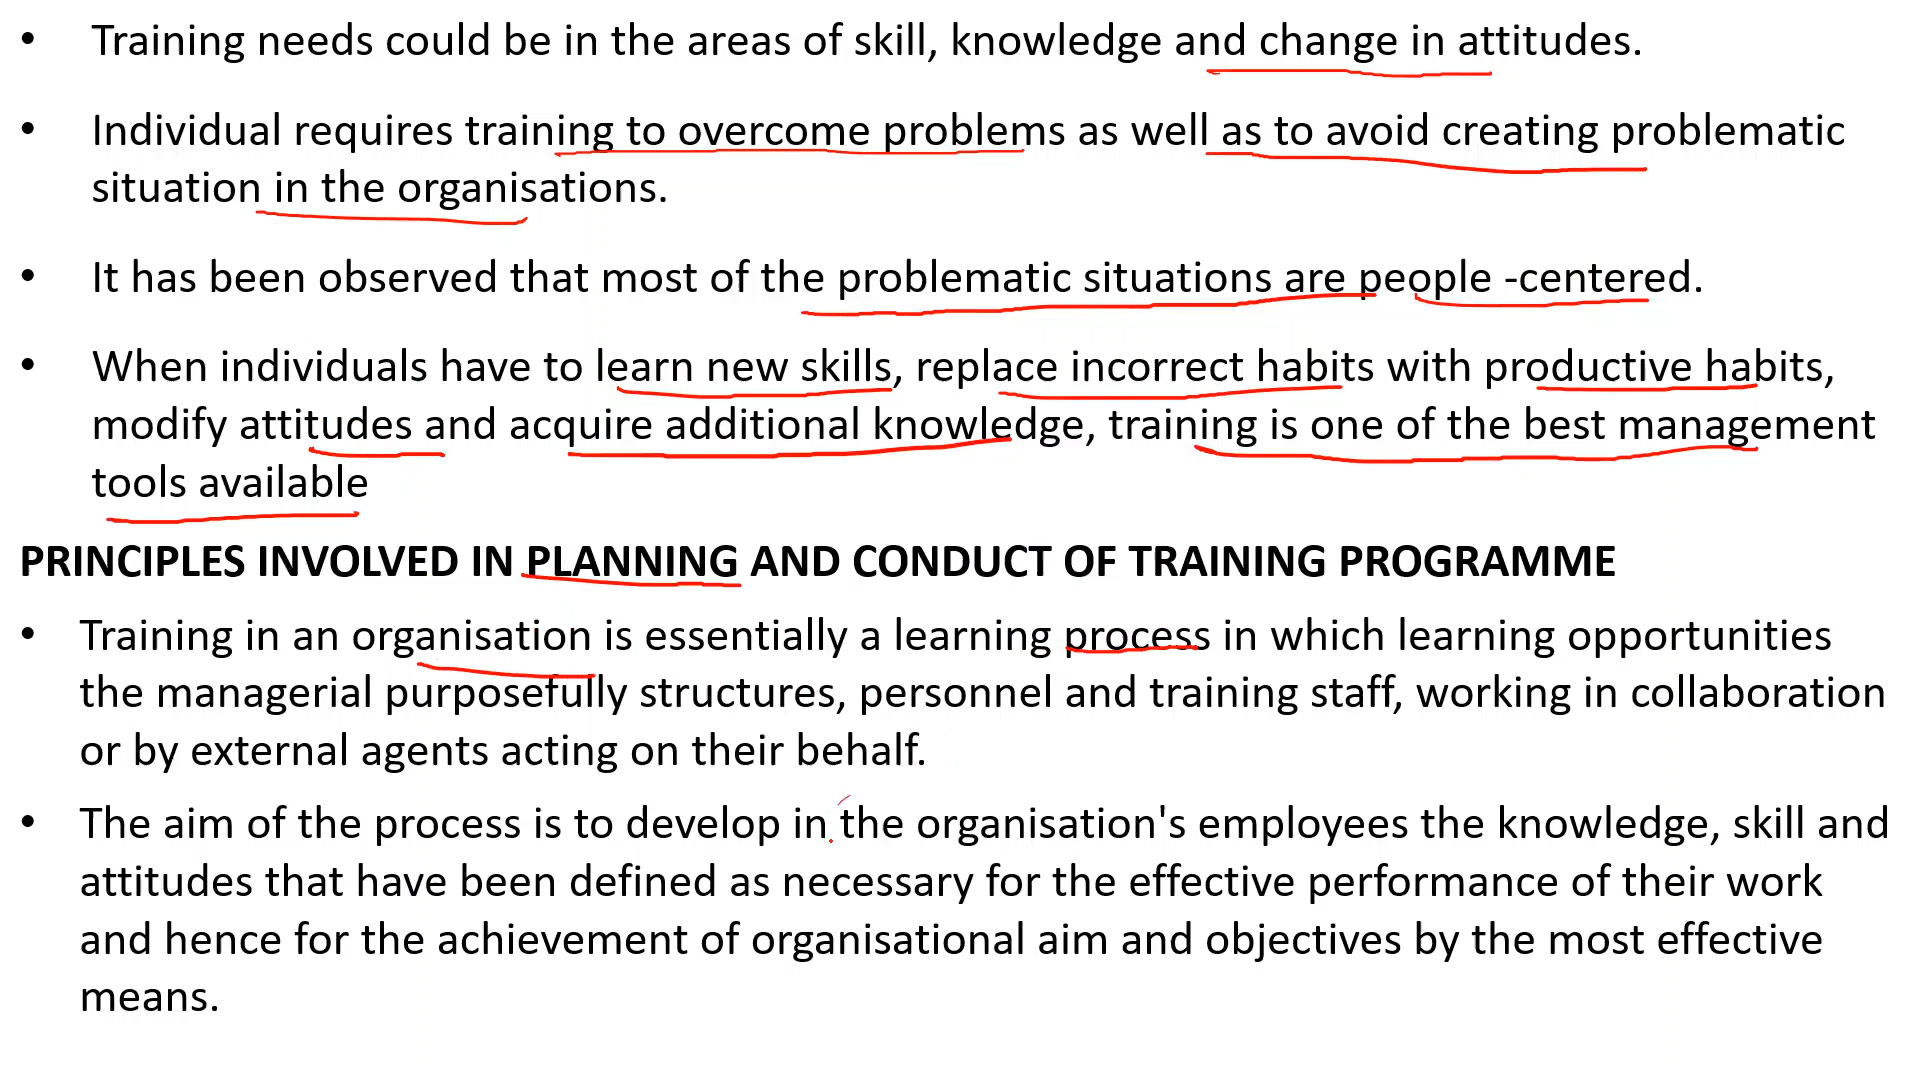 • Training needs could be in the areas of skill, knowledge and change in attitudes.
• Individual requires training to overcome problems as well as to avoid creating problematic
situation in the organisations.
• It has been observed that most of the problematic situations are people -centered.
• When individuals have to learn new skills, replace incorrect habits with productive habits,
modify attitudes and acquire additional knowledge, training is one of the best management
tools available
PRINCIPLES INVOLVED IN PLANNING AND CONDUCT OF TRAINING PROGRAMME
• Training in an organisation is essentially a learning process in which learning opportunities
the managerial purposefully structures, personnel and training staff, working in collaboration
or by external agents acting on their behalf.
• The aim of the process is to develop in the organisation's employees the knowledge, skill and
attitudes that have been defined as necessary for the effective performance of their work
and hence for the achievement of organisational aim and objectives by the most effective
means.